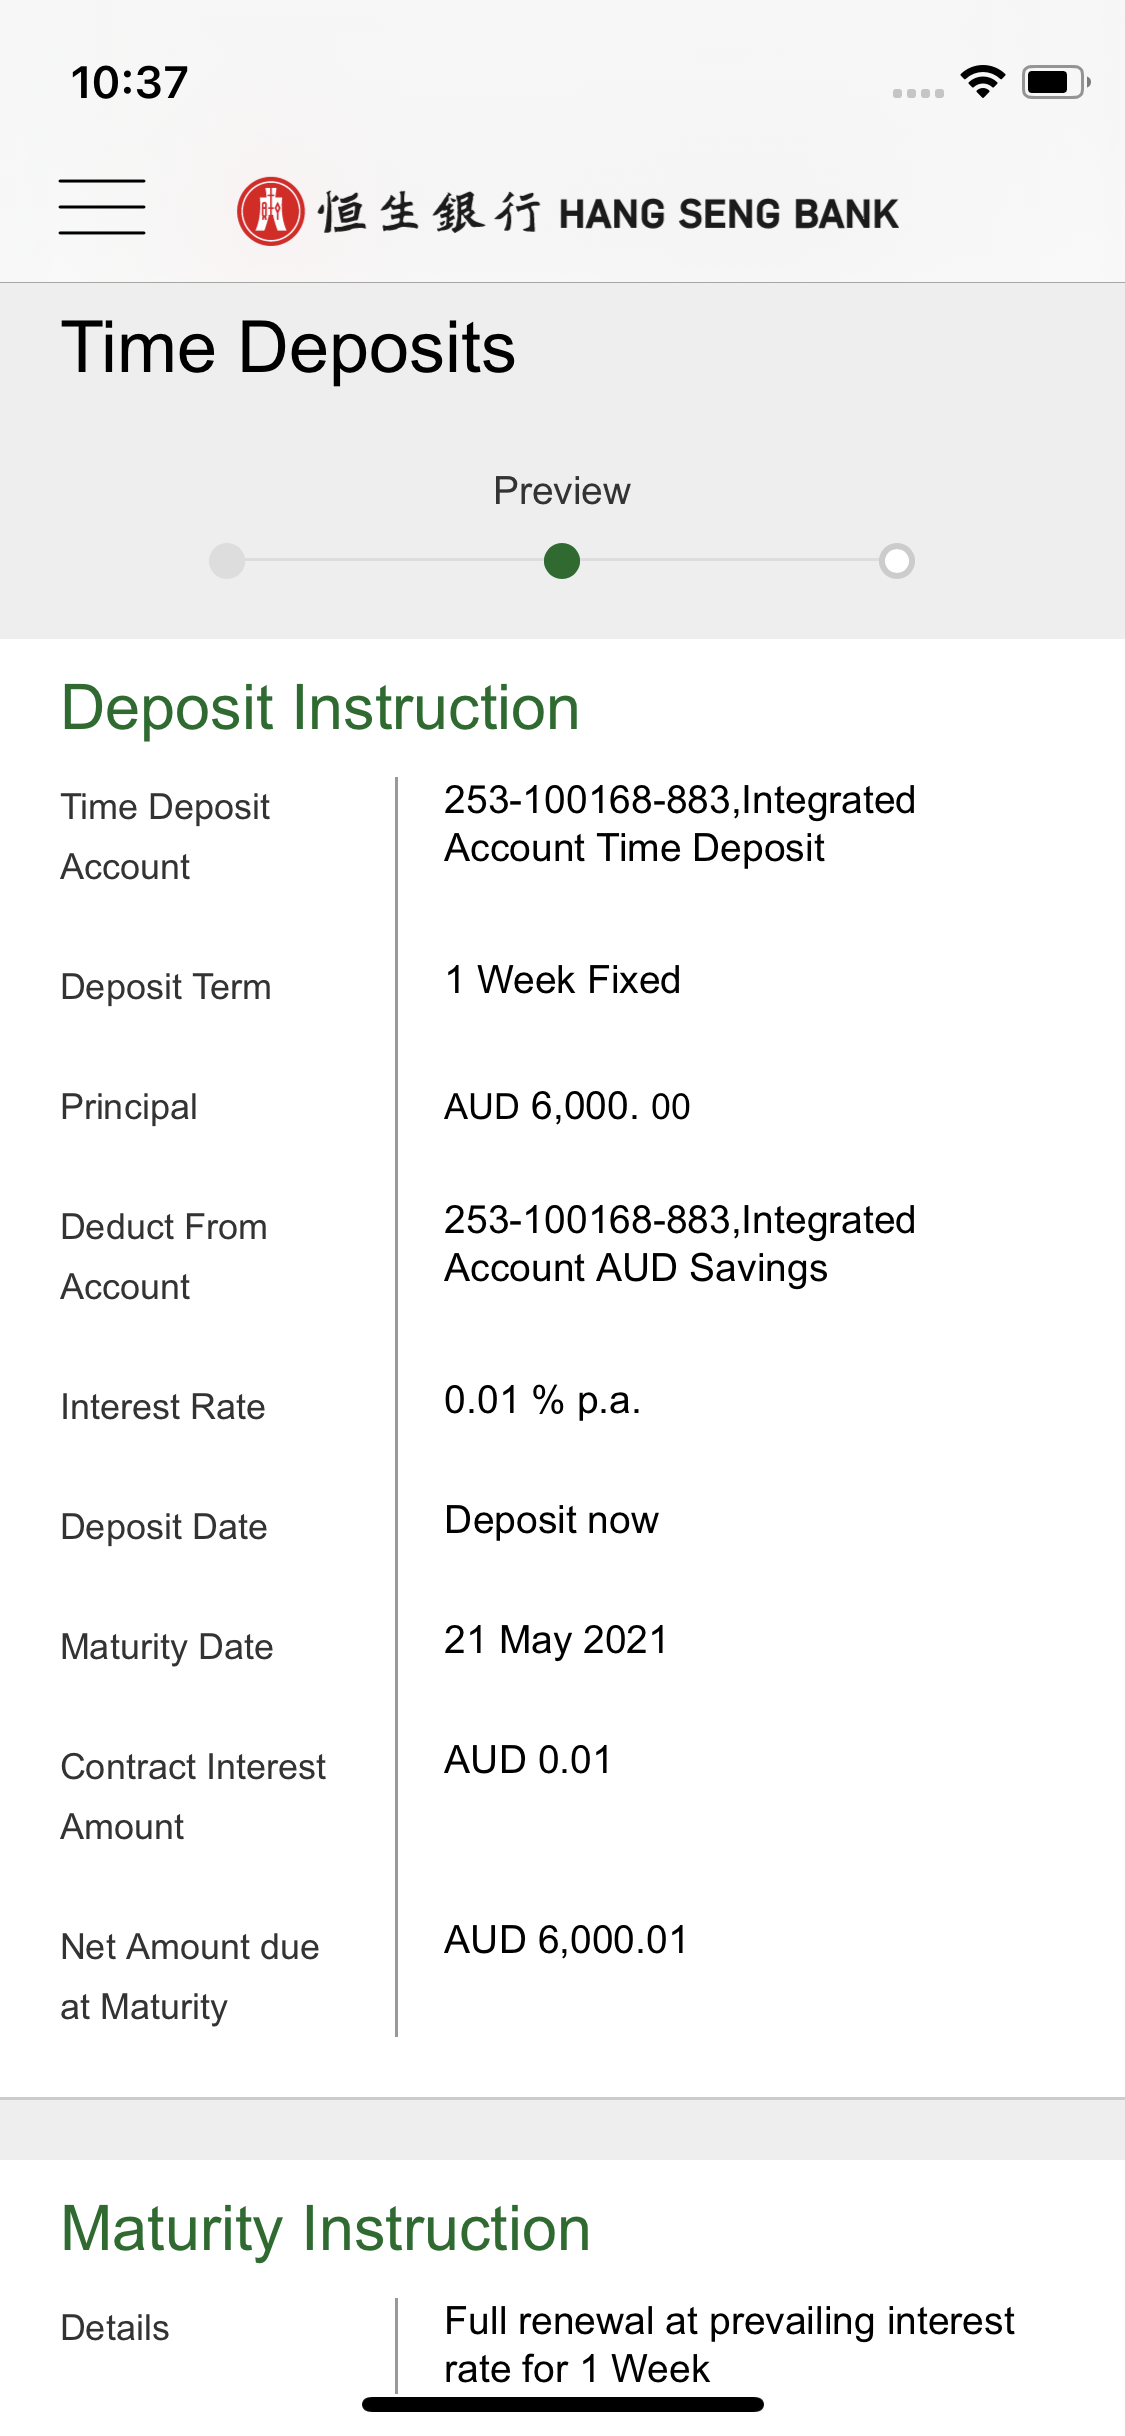 10:37
恒生銀行 HANG SENG BANK
Time Deposits
Preview
Deposit Instruction
Time Deposit
Account
253-100168-883,Integrated
Account Time Deposit
Deposit Term
1 Week Fixed
Principal
AUD 6,000. 00
Deduct From
Account
253-100168-883,Integrated
Account AUD Savings
Interest Rate
0.01 % p.a.
Deposit Date
Deposit now
Maturity Date
21 May 2021
Contract Interest
Amount
AUD 0.01
Net Amount due
at Maturity
AUD 6,000.01
Maturity Instruction
Details
Full renewal at prevailing interest
rate for 1 Week